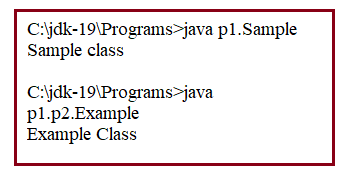 C:\jdk-19\Programs>java p1.Sample
Sample class
C:\jdk-19\Programs>java
p1.p2.Example
Example Class